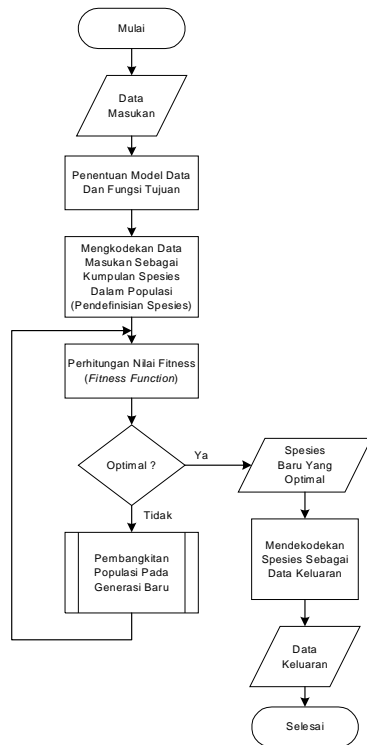 Mulai
Data
Masukan
Penentuan Model Data
Dan Fungsi Tujuan
Mengkodekan Data
Masukan Sebagai
Kumpulan Spesies
Dalam Populasi
(Pendefinisian Spesies)
Perhitungan Nilai Fitness
(Fitness Function)
Optimal ?
Ya
Tidak
Pembangkitan
Populasi Pada
Generasi Baru
Spesies
Baru Yang
Optimal
Mendekodekan
Spesies Sebagai
Data Keluaran
Data
Keluaran
Selesai